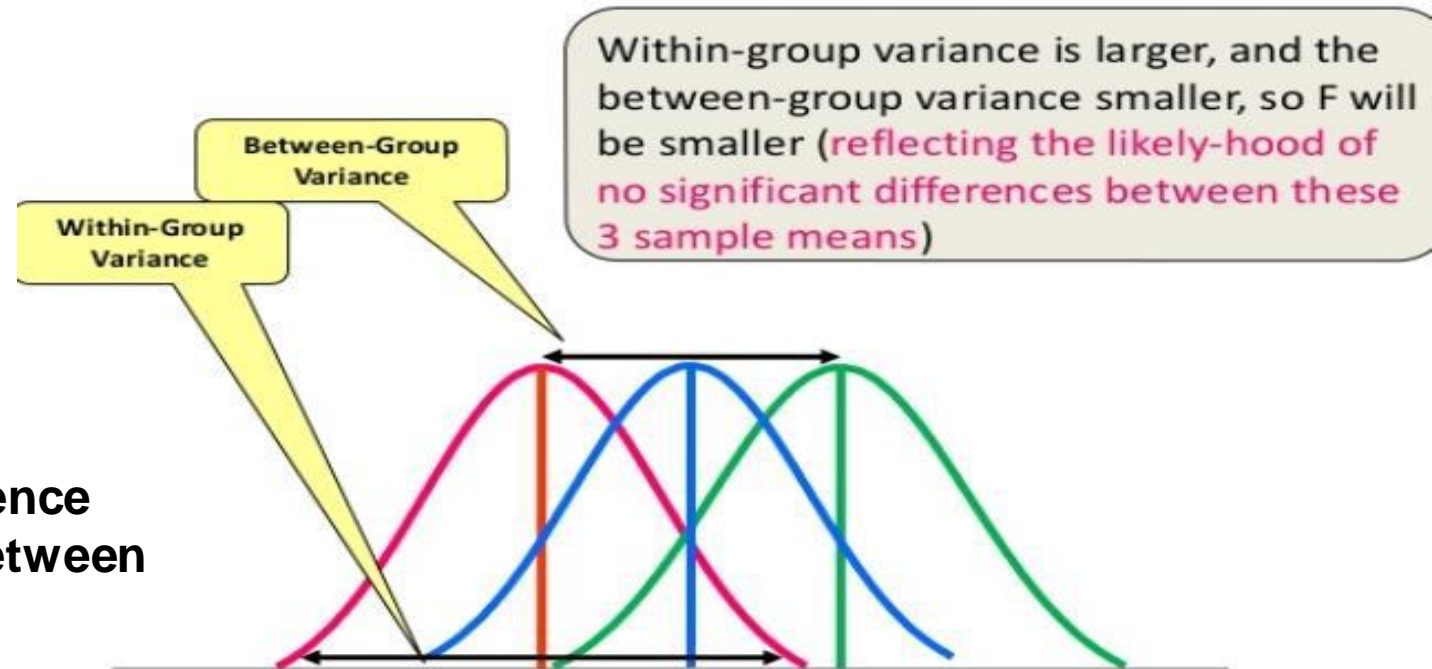 Within-group variance is larger, and the
between-group variance smaller, so F will
be smaller (reflecting the likely-hood of
no significant differences between these
3 sample means)
Between-Group
Variance
Within-Group
Variance
ence
etween